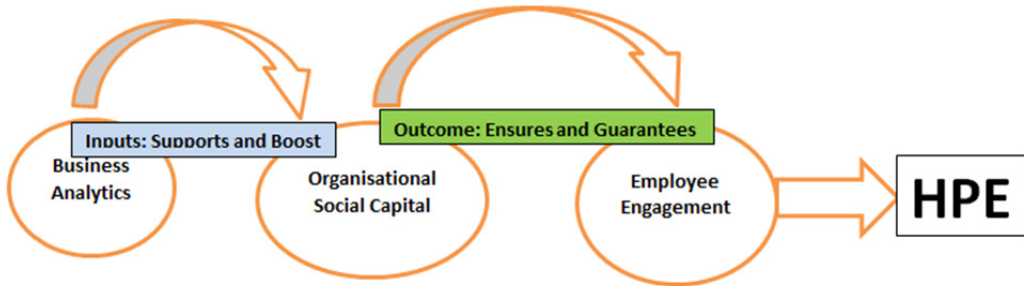 Inputs: Supports and Boost
Outcome: Ensures and Guarantees
Business
Analytics
Organisational
Social Capital
Employee
Engagement
HPE